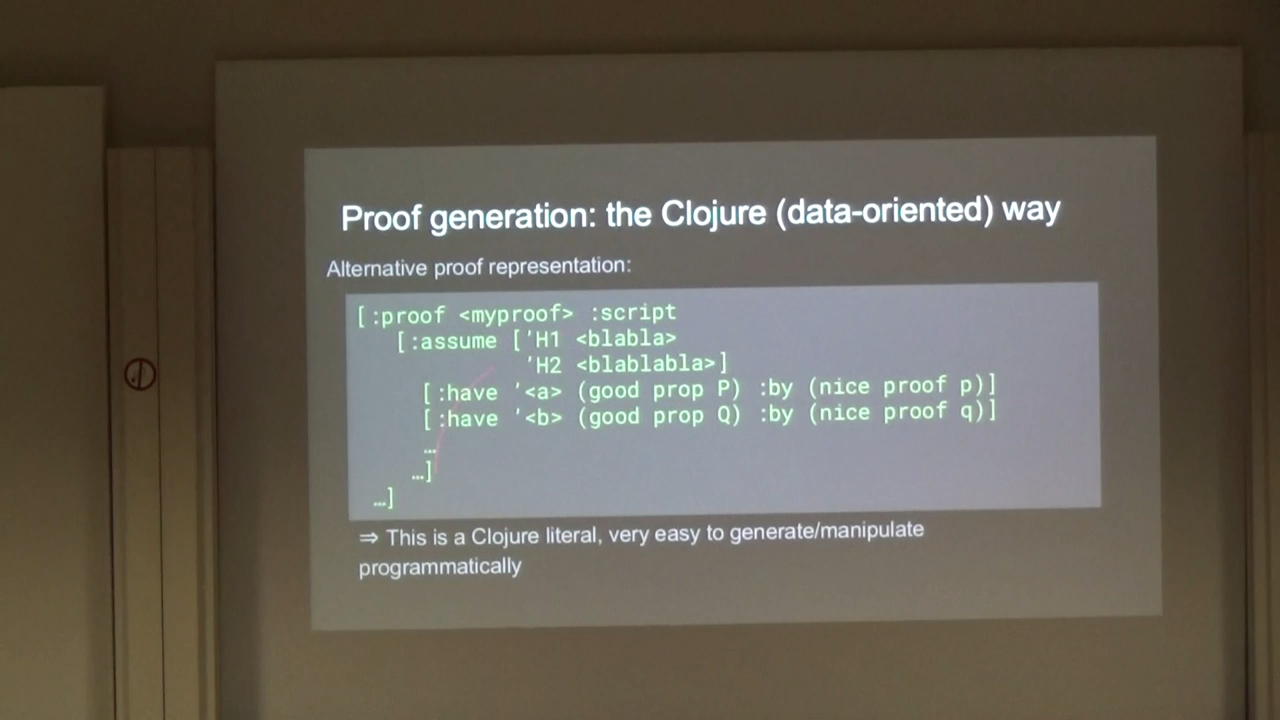 Proof generation: the Clojure (data-oriented) way
Alternative proof representation:
[:proof <myproof> :script
[:assume ['H1 <blabla>
'H2 <blablabla>]
[:have '<a> (good prop P) :by (nice proof p)]
[:have '<b> (good prop Q) :by (nice proof q)]
…
…]
…]
⇒ This is a Clojure literal, very easy to generate/manipulate
programmatically